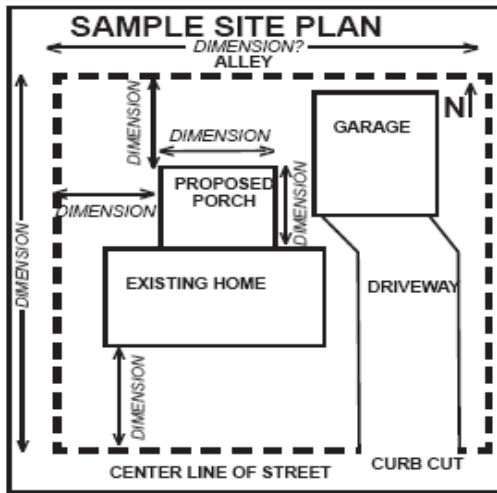 SAMPLE SITE PLAN
DIMENSION?
ALLEY
N
DIMENSION
DIMENSION
GARAGE
PROPOSED
PORCH
DIMENSION
DIMENSION
DIMENSION
EXISTING HOME
DRIVEWAY
DIMENSION
CENTER LINE OF STREET
CURB CUT